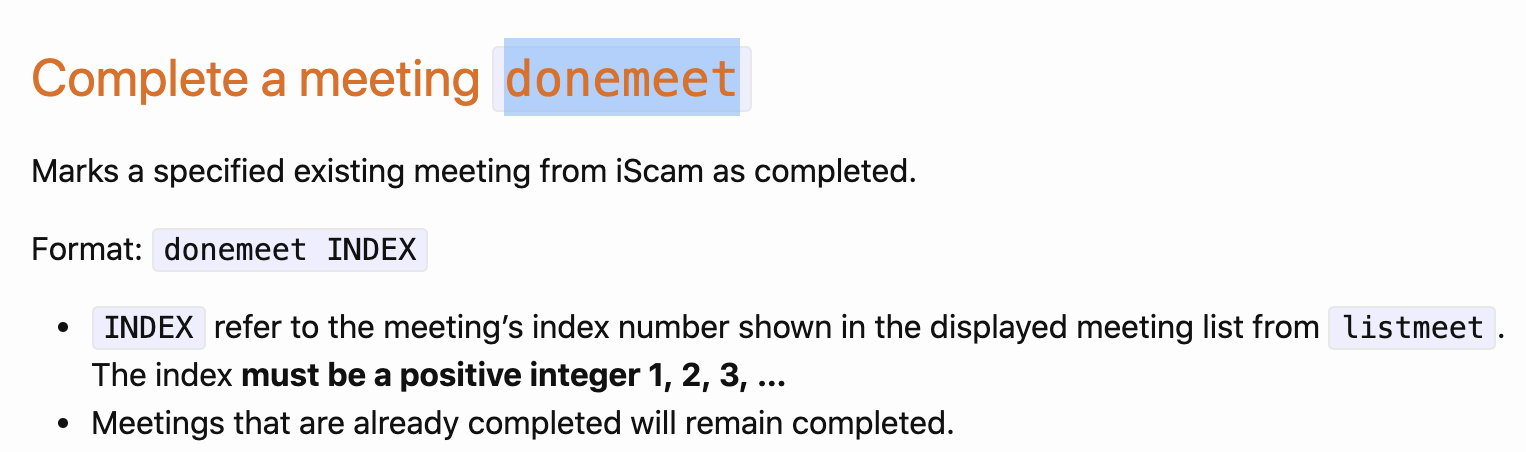 Complete a meeting donemeet
Marks a specified existing meeting from iScam as completed.
Format: donemeet INDEX
• INDEX refer to the meeting’s index number shown in the displayed meeting list from listmeet.
The index must be a positive integer 1, 2, 3, …
• Meetings that are already completed will remain completed.